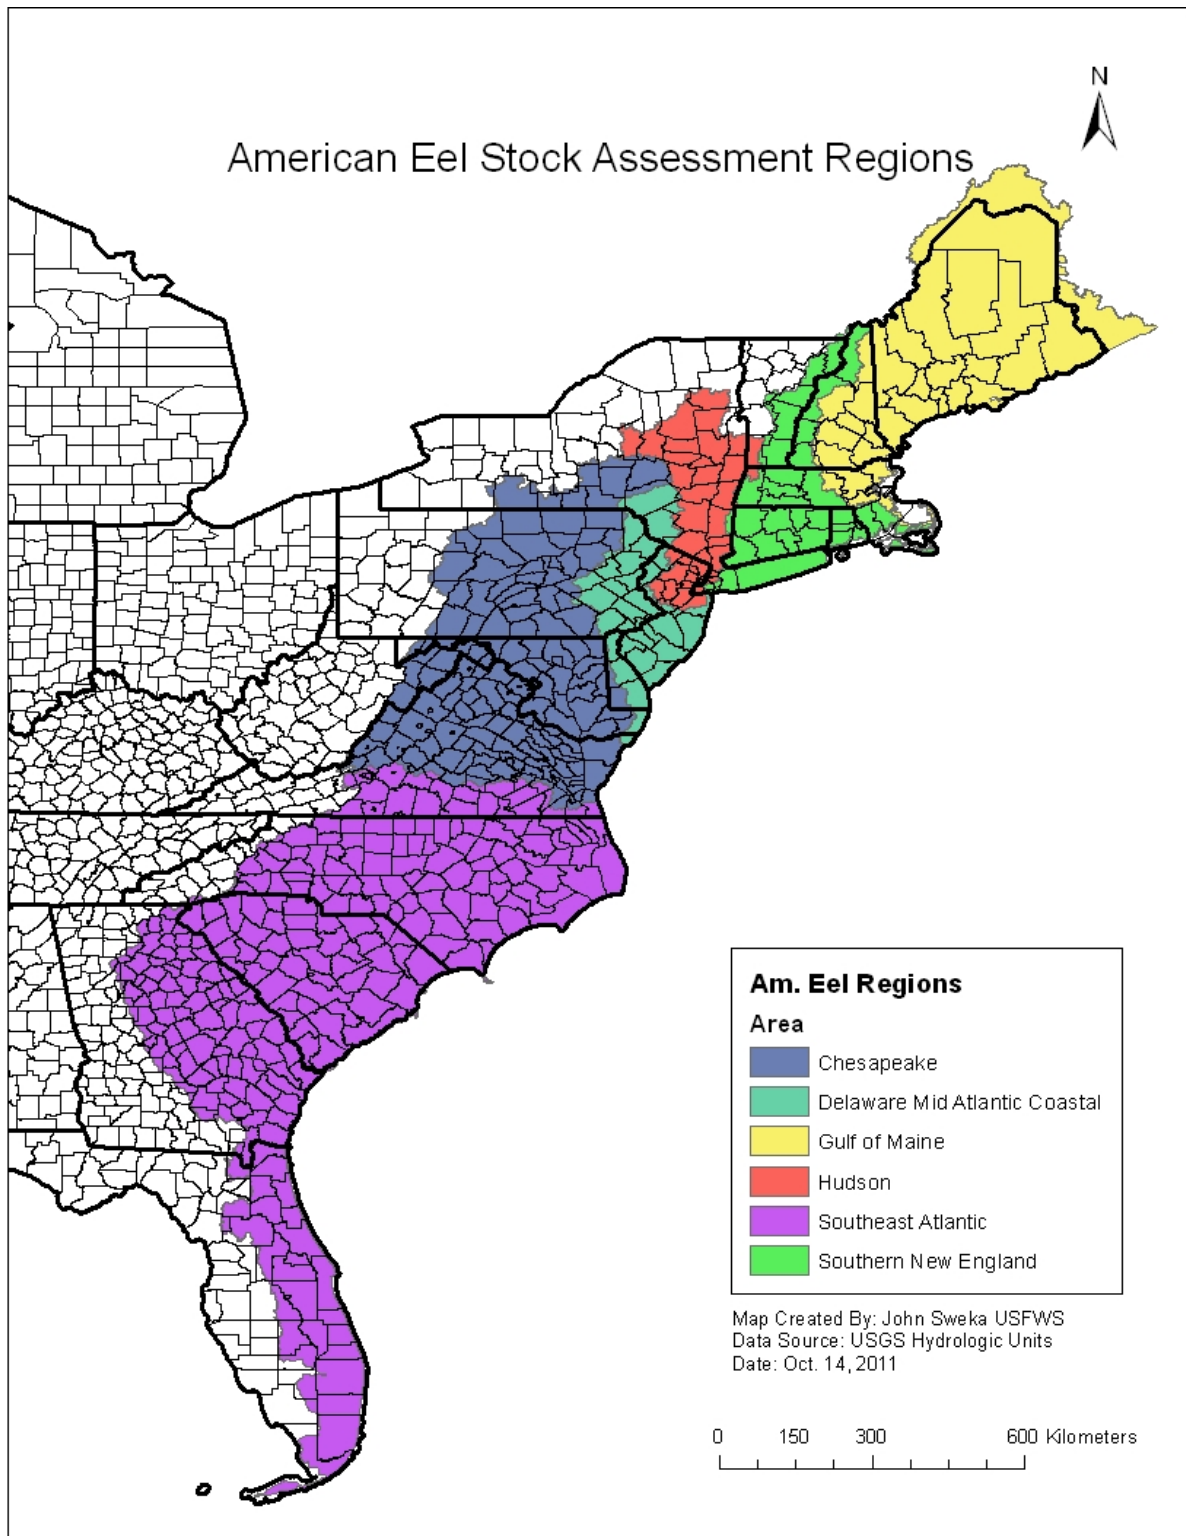 N
American Eel Stock Assessment Regions
Am. Eel Regions
Area
Chesapeake
Delaware Mid Atlantic Coastal
Gulf of Maine
Hudson
Southeast Atlantic
Southern New England
Map Created By: John Sweka USFWS
Data Source: USGS Hydrologic Units
Date: Oct. 14, 2011
0 150 300 600 Kilometers